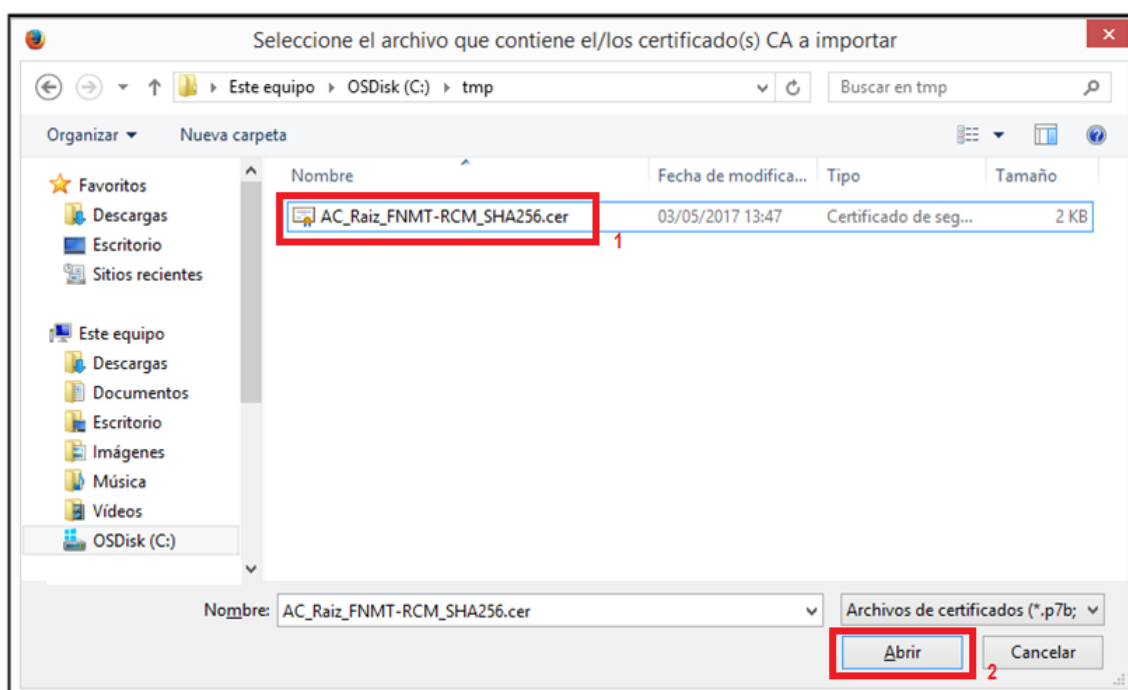 Seleccione el archivo que contiene el/los certificado(s) CA a importar
Este equipo OSDisk (C:) tmp
Buscar en tmp
Organizar Nueva carpeta
Nombre Fecha de modifica... Tipo Tamaño
AC_Raiz_FNMT-RCM_SHA256.cer 03/05/2017 13:47 Certificado de seg... 2 KB
1
Favoritos
Descargas
Escritorio
Sitios recientes
Este equipo
Descargas
Documentos
Escritorio
Imágenes
Música
Vídeos
OSDisk (C:)
Nombre: AC_Raiz_FNMT-RCM_SHA256.cer Archivos de certificados (*.p7b;
Abrir Cancelar
2